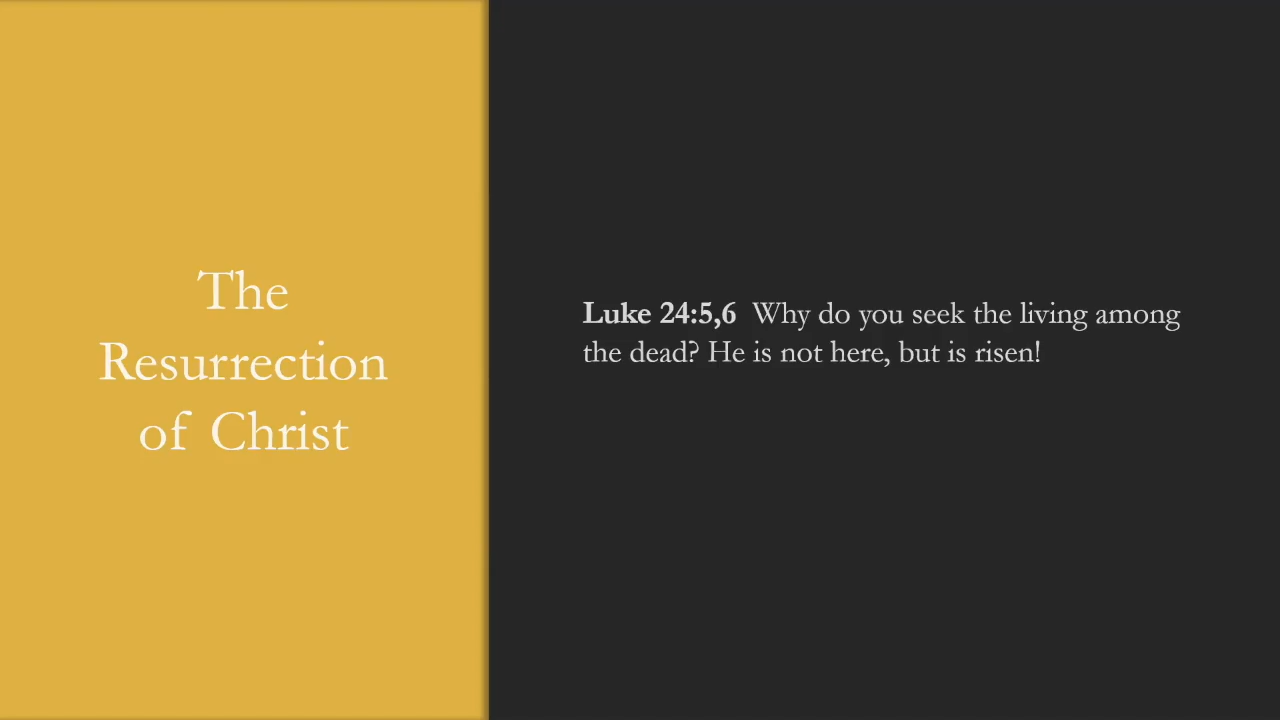 The
Resurrection
of Christ
Luke 24:5,6 Why do you seek the living among
the dead? He is not here, but is risen!